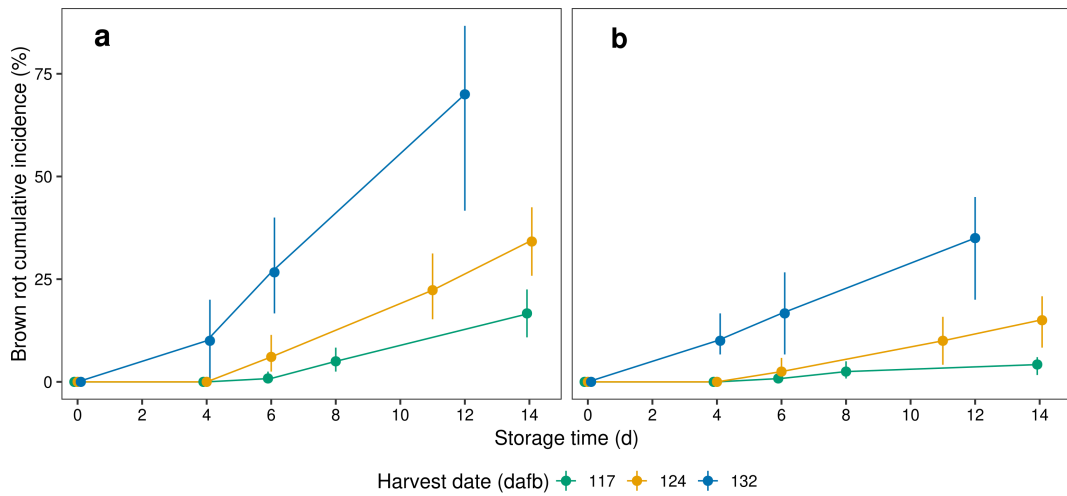 a
b
Brown rot cumulative incidence (%)
75
50
25
0
0 2 4 6 8 10 12 14
0 2 4 6 8 10 12 14
Storage time (d)
Harvest date (dafb) 117 124 132